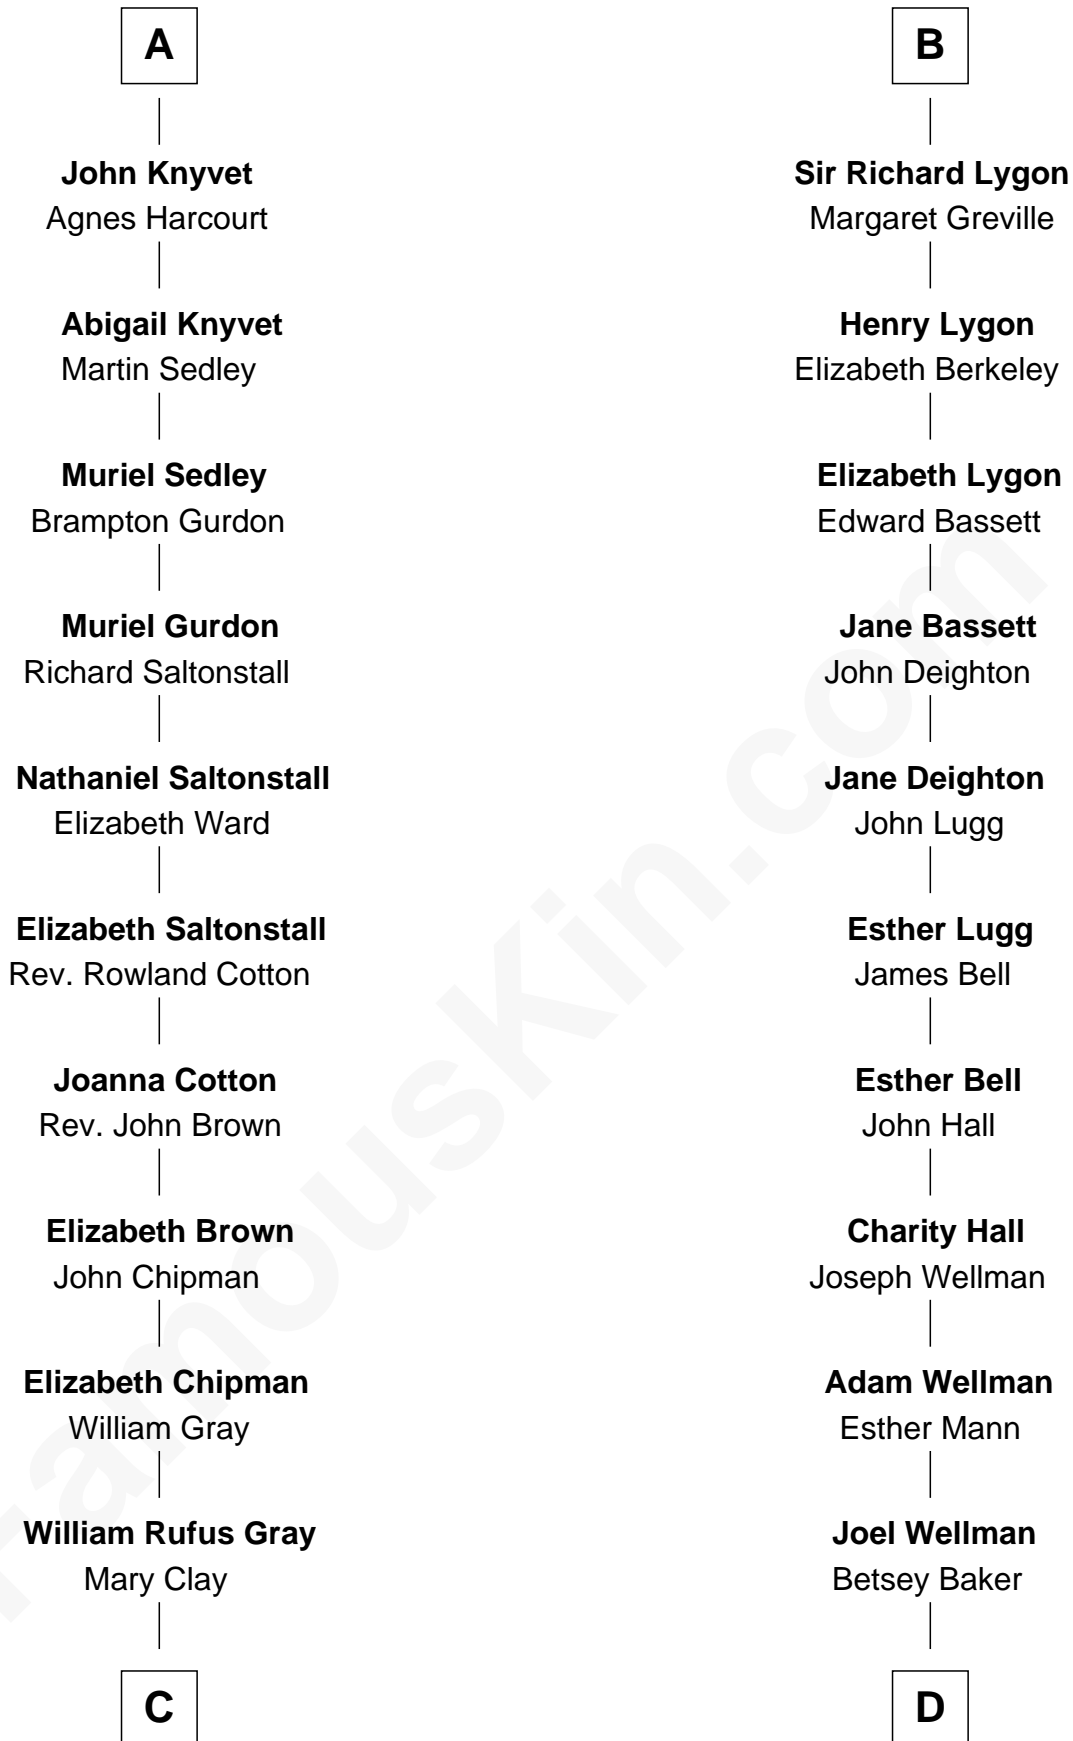 A
John Knyvet
Agnes Harcourt
Abigail Knyvet
Martin Sedley
Muriel Sedley
Brampton Gurdon
Muriel Gurdon
Richard Saltonstall
Nathaniel Saltonstall
Elizabeth Ward
Elizabeth Saltonstall
Rev. Rowland Cotton
Joanna Cotton
Rev. John Brown
Elizabeth Brown
John Chipman
Elizabeth Chipman
William Gray
William Rufus Gray
Mary Clay
C
B
Sir Richard Lygon
Margaret Greville
Henry Lygon
Elizabeth Berkeley
Elizabeth Lygon
Edward Bassett
Jane Bassett
John Deighton
Jane Deighton
John Lugg
Esther Lugg
James Bell
Esther Bell
John Hall
Charity Hall
Joseph Wellman
Adam Wellman
Esther Mann
Joel Wellman
Betsey Baker
D
FamousKin.com